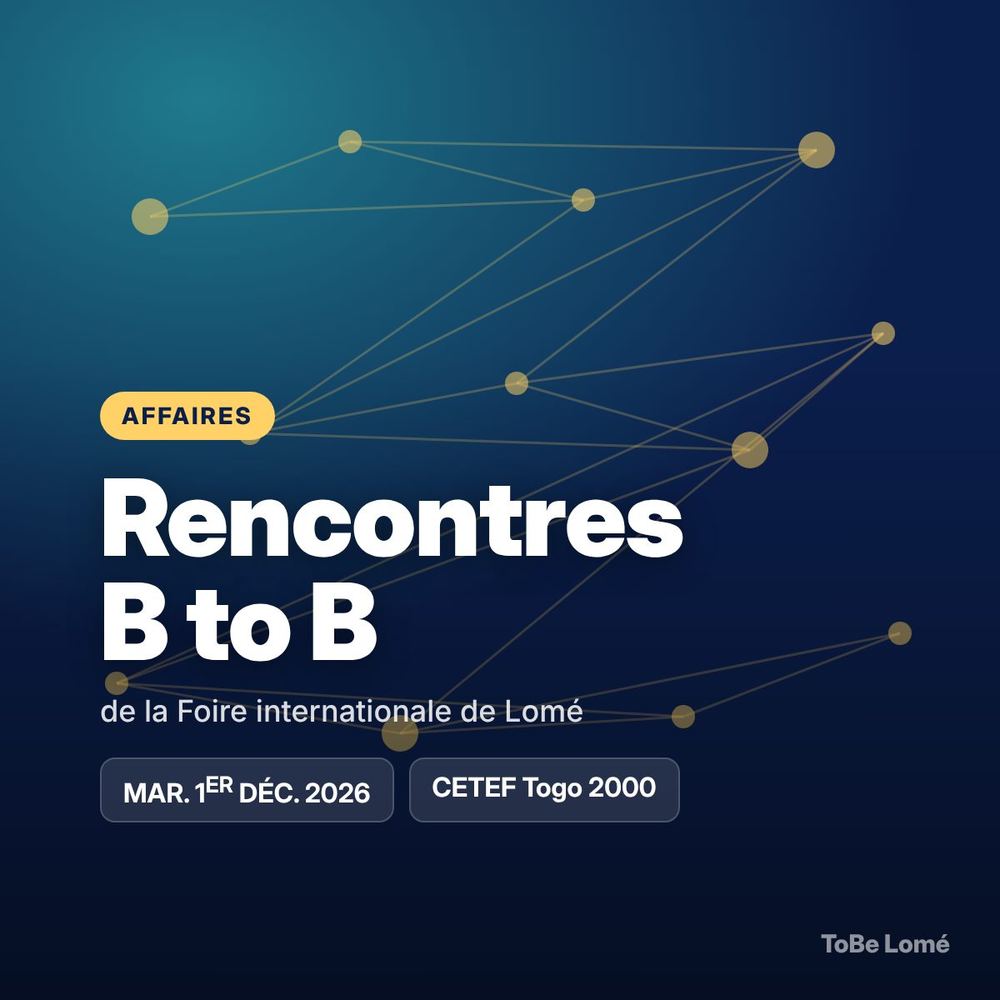 AFFAIRES
Rencontres
B to B
de la Foire internationale de Lomé
MAR. 1ER DÉC. 2026
CETEF Togo 2000
ToBe Lomé